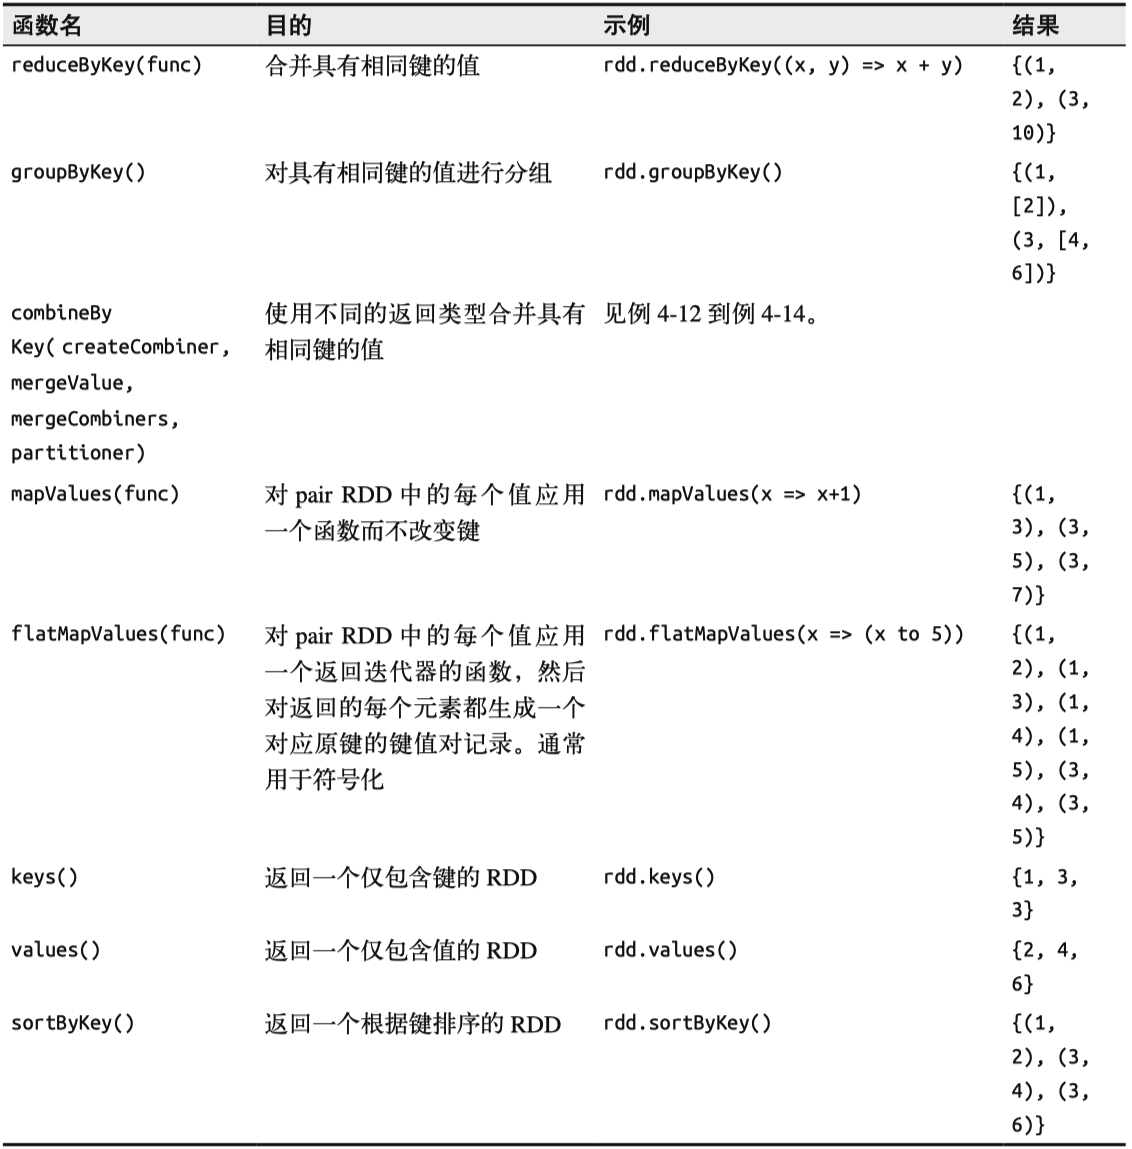 函数名 目的 示例 结果
reduceByKey(func) 合并具有相同键的值 rdd.reduceByKey((x, y) => x + y) {(1,
2), (3,
10)}
groupByKey() 对具有相同键的值进行分组 rdd.groupByKey() {(1,
[2]),
(3, [4,
6])}
combineBy 使用不同的返回类型合并具有 见例 4-12 到例 4-14。
Key( createCombiner, 相同键的值
mergeValue,
mergeCombiners,
partitioner)
mapValues(func) 对 pair RDD 中的每个值应用 rdd.mapValues(x => x+1) {(1,
一个函数而不改变键 3), (3,
5), (3,
7)}
flatMapValues(func) 对 pair RDD 中的每个值应用 rdd.flatMapValues(x => (x to 5)) {(1,
一个返回迭代器的函数，然后 2), (1,
对返回的每个元素都生成一个 3), (1,
对应原键的键值对记录。通常 4), (1,
用于符号化 5), (3,
4), (3,
5)}
keys() 返回一个仅包含键的 RDD rdd.keys() {1, 3,
3}
values() 返回一个仅包含值的 RDD rdd.values() {2, 4,
6}
sortByKey() 返回一个根据键排序的 RDD rdd.sortByKey() {(1,
2), (3,
4), (3,
6)}